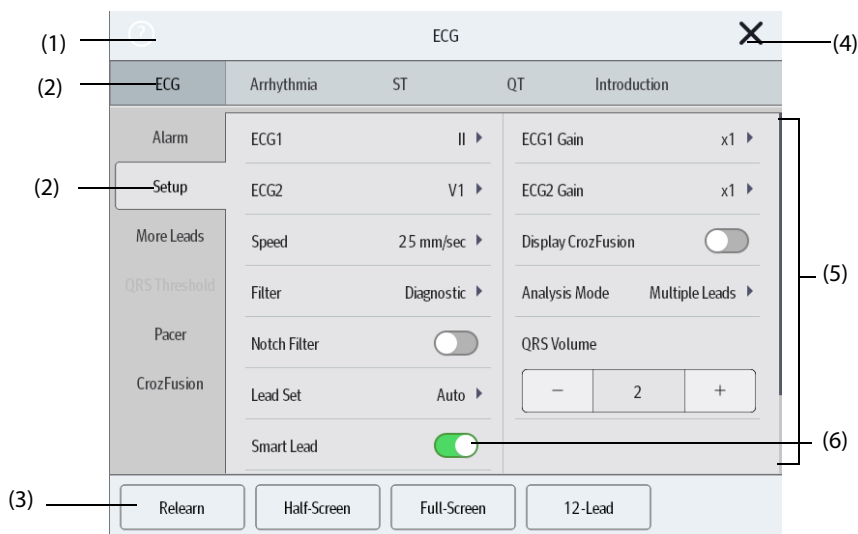 (1)
?
ECG
(4)
(2)
ECG
Arrhythmia
ST
QT
Introduction
Alarm
(2)
Setup
More Leads
QRS Threshold
Pacer
CrozFusion
ECG1 II
ECG2 V1
Speed 25 mm/sec
Filter Diagnostic
Notch Filter
Lead Set Auto
Smart Lead
ECG1 Gain x1
ECG2 Gain x1
Display CrozFusion
Analysis Mode Multiple Leads
QRS Volume
− 2 +
(5)
(6)
(3)
Relearn
Half-Screen
Full-Screen
12-Lead